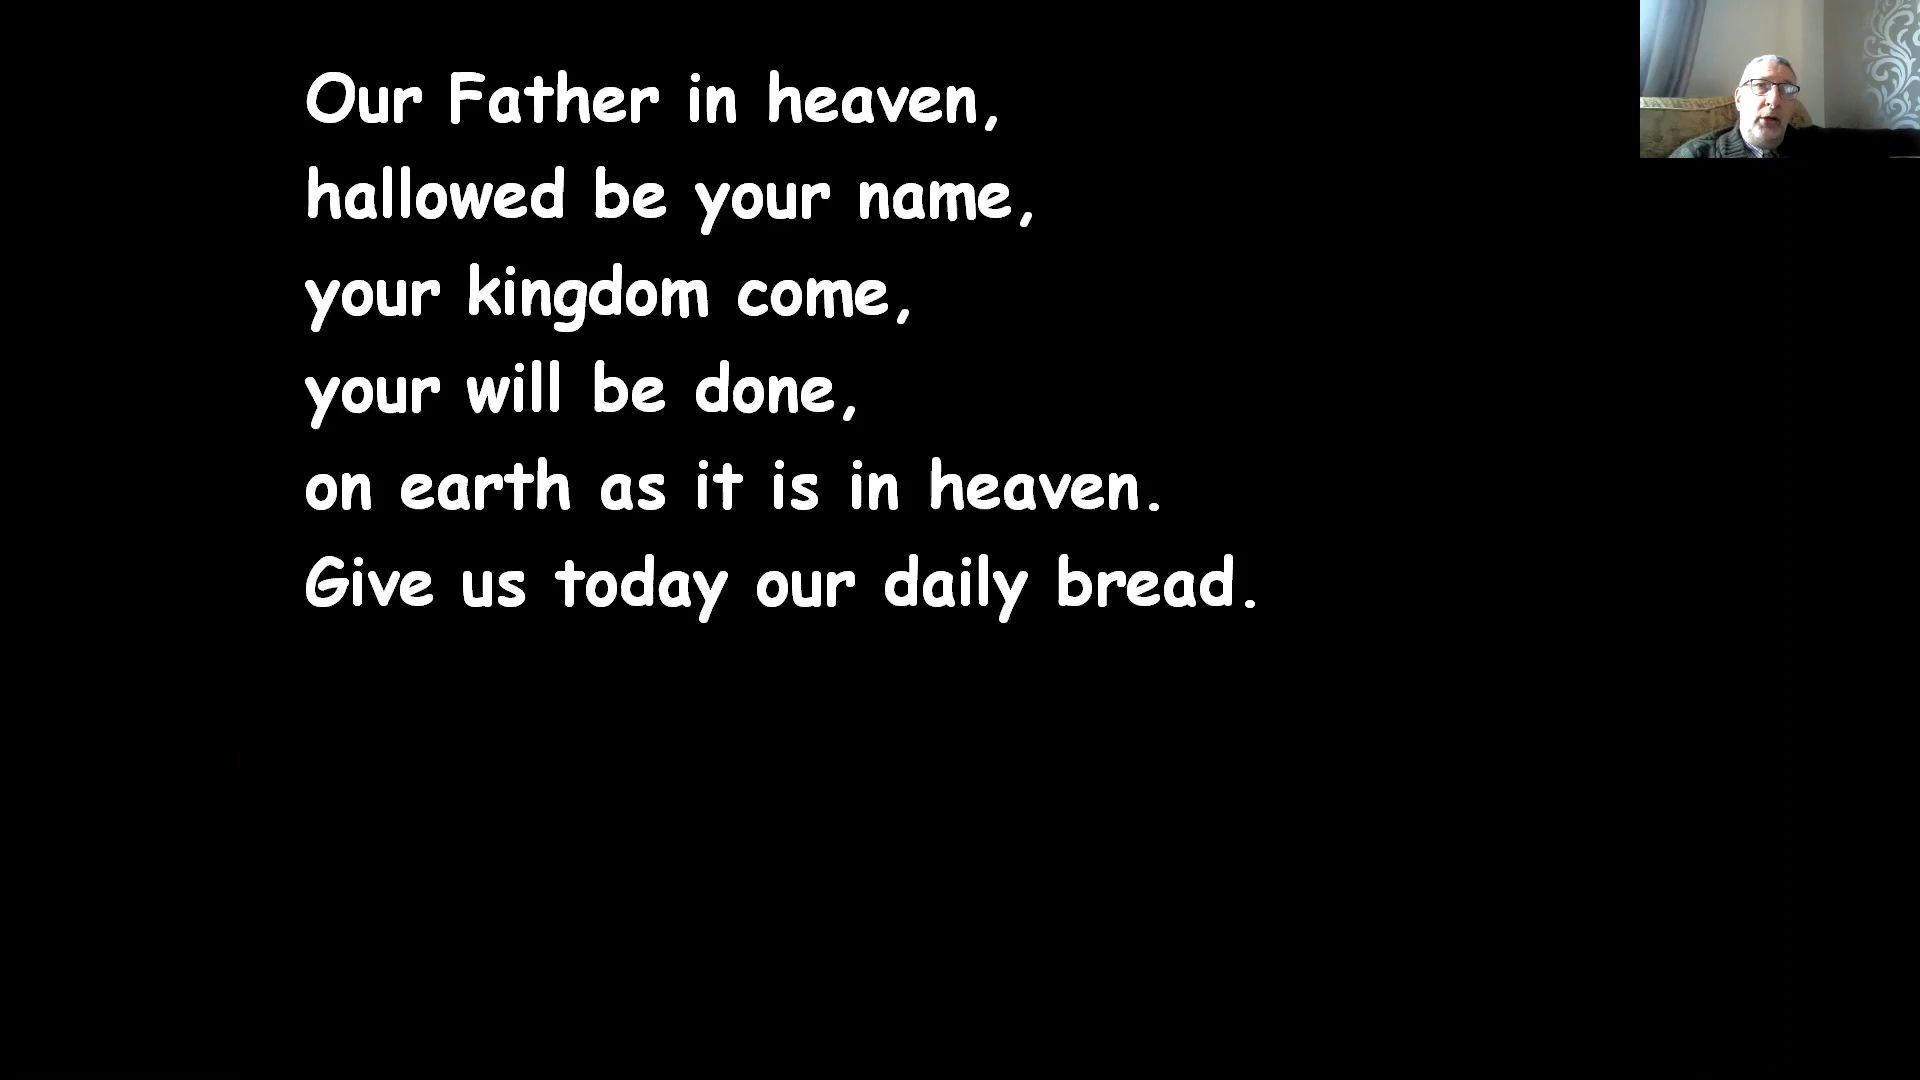 Our Father in heaven,
hallowed be your name,
your kingdom come,
your will be done,
on earth as it is in heaven.
Give us today our daily bread.